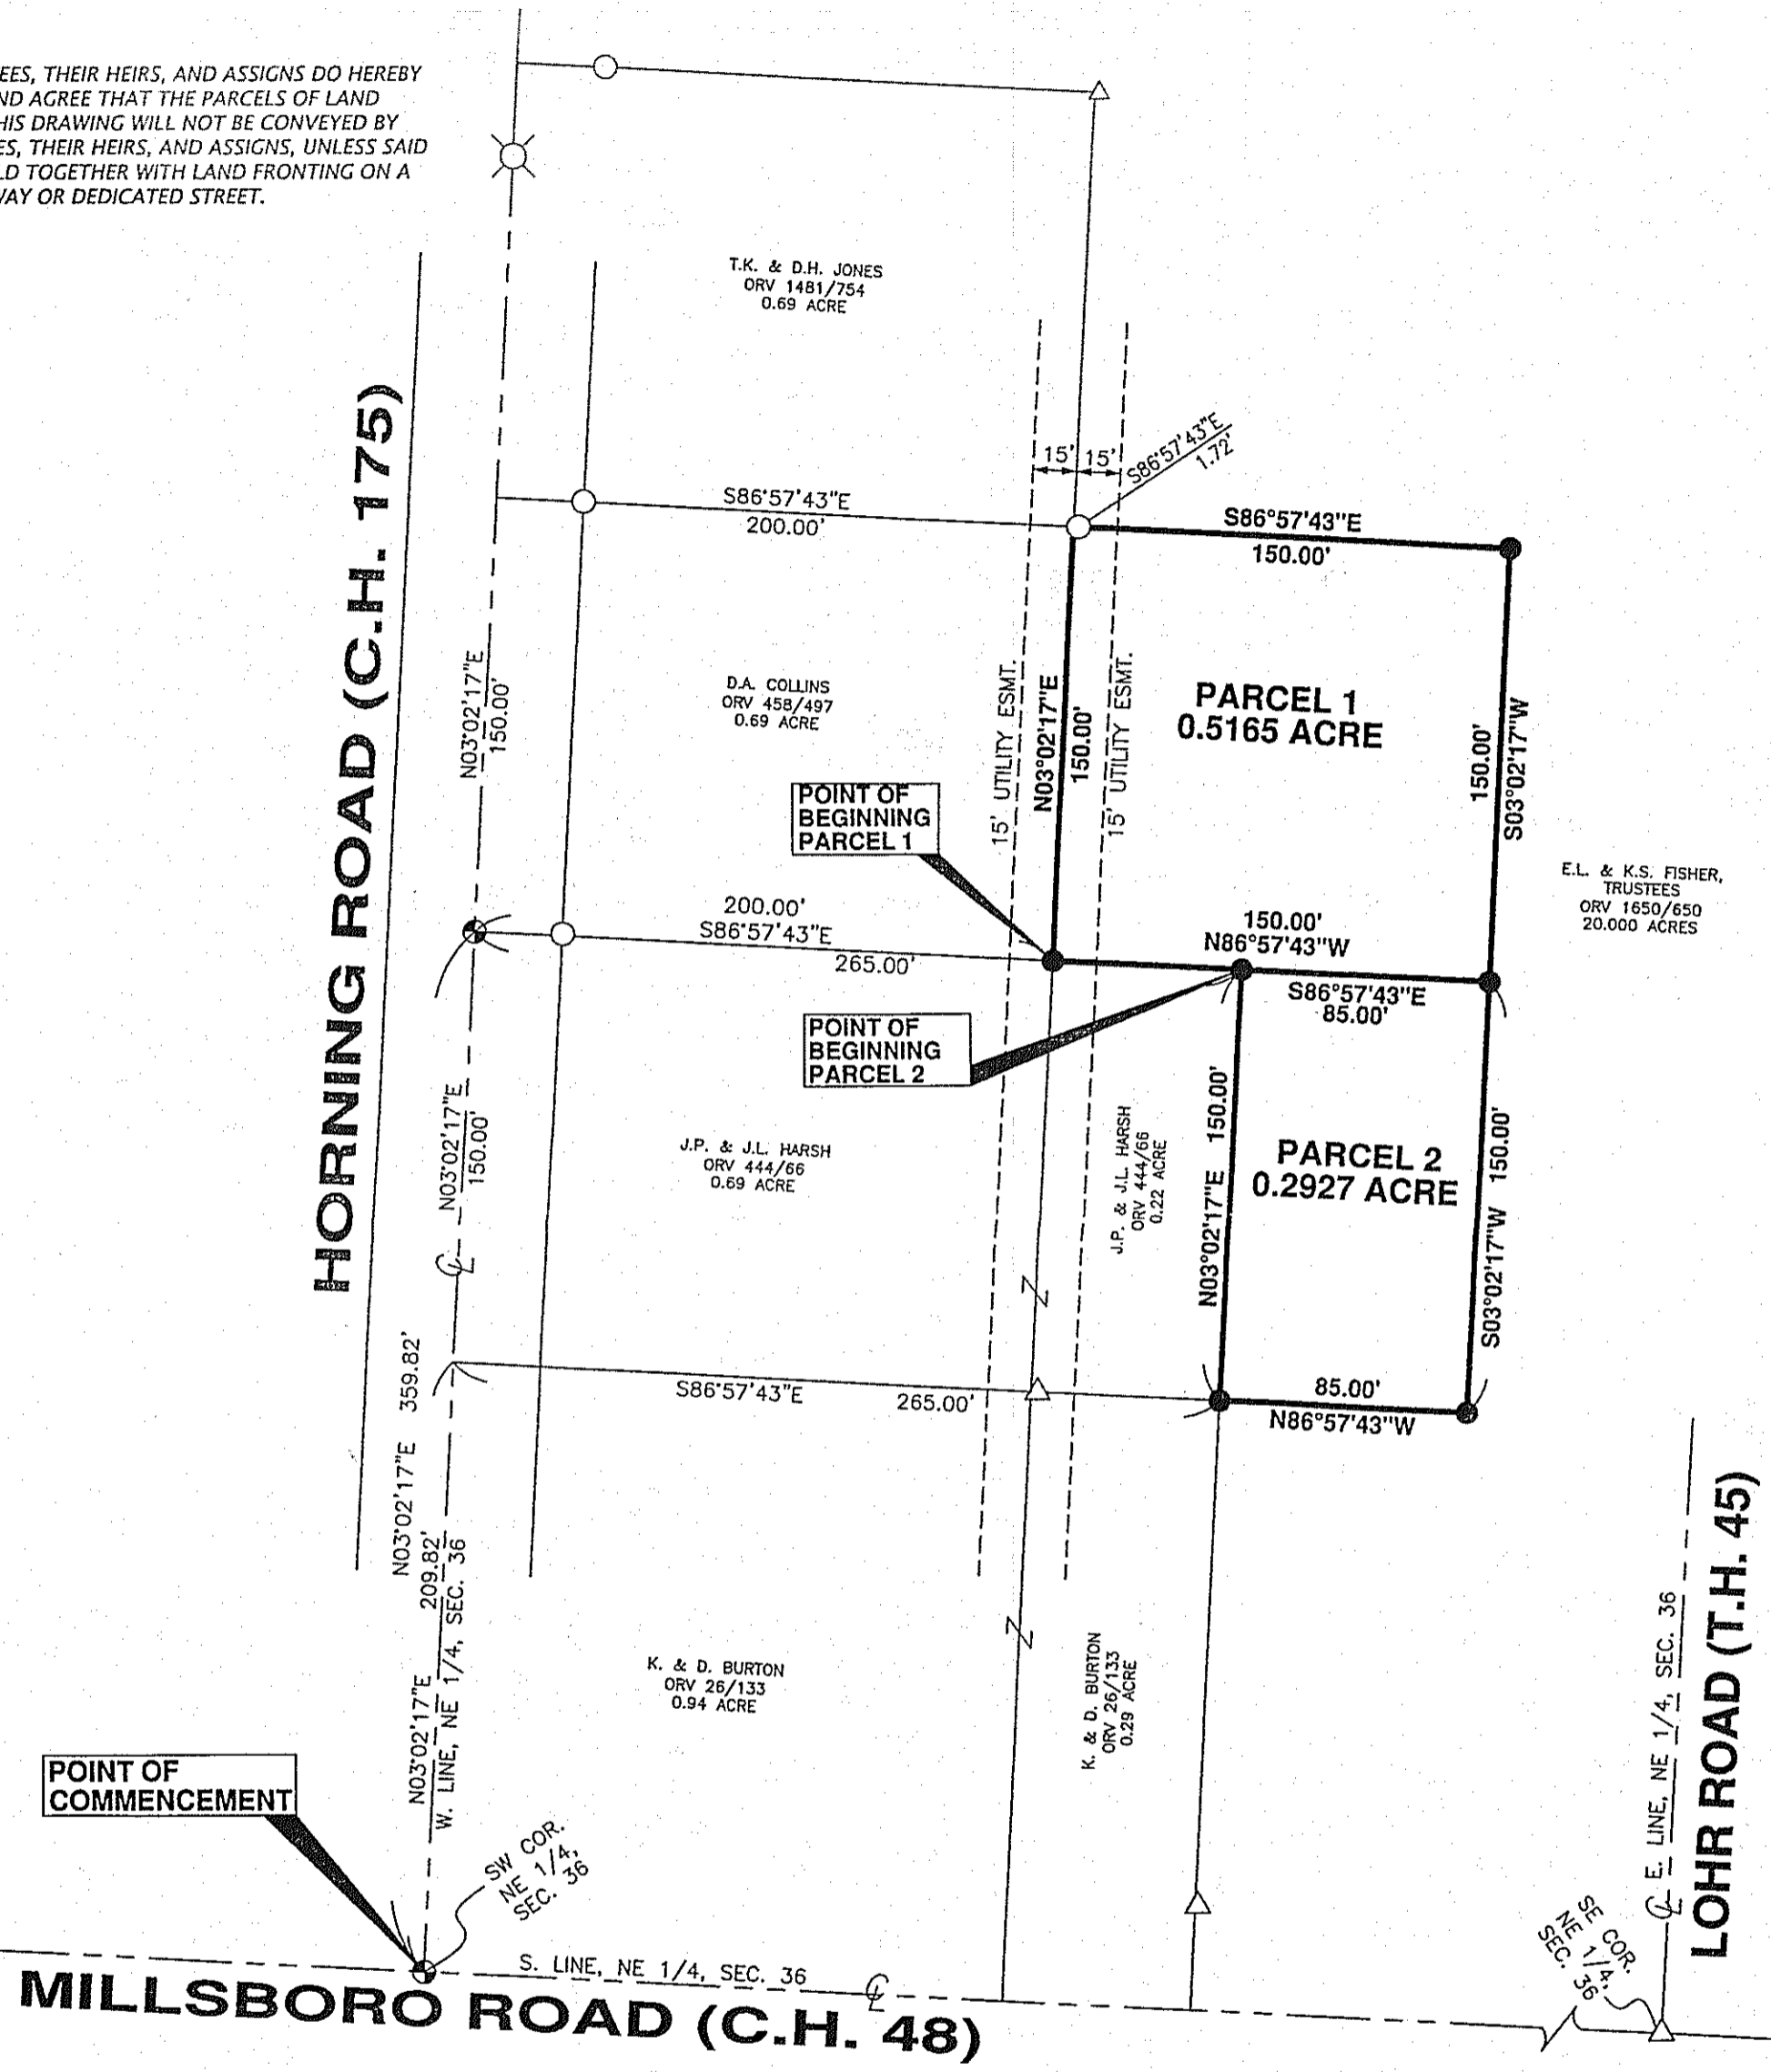 EES, THEIR HEIRS, AND ASSIGNS DO HEREBY
ND AGREE THAT THE PARCELS OF LAND
HIS DRAWING WILL NOT BE CONVEYED BY
ES, THEIR HEIRS, AND ASSIGNS, UNLESS SAID
LD TOGETHER WITH LAND FRONTING ON A
WAY OR DEDICATED STREET.
T.K. & D.H. JONES
ORV 1481/754
0.69 ACRE
HORNING ROAD (C.H. 175)
15' 15'
S86°57'43"E
1.72'
S86°57'43"E
200.00'
S86°57'43"E
150.00'
N03°02'17"E
150.00'
D.A. COLLINS
ORV 458/497
0.69 ACRE
15' UTILITY ESMT.
N03°02'17"E
150.00'
15' UTILITY ESMT.
PARCEL 1
0.5165 ACRE
150.00'
S03°02'17"W
POINT OF
BEGINNING
PARCEL 1
E.L. & K.S. FISHER,
TRUSTEES
ORV 1650/650
20.000 ACRES
200.00'
S86°57'43"E
265.00'
150.00'
N86°57'43"W
S86°57'43"E
85.00'
POINT OF
BEGINNING
PARCEL 2
N03°02'17"E
150.00'
J.P. & J.L. HARSH
ORV 444/66
0.69 ACRE
J.P. & J.L. HARSH
ORV 444/66
0.22 ACRE
N03°02'17"E 150.00'
PARCEL 2
0.2927 ACRE
S03°02'17"W 150.00'
S86°57'43"E
265.00'
85.00'
N86°57'43"W
N03°02'17"E 359.82'
N03°02'17"E 209.82'
W. LINE, NE 1/4, SEC. 36
K. & D. BURTON
ORV 26/133
0.94 ACRE
K. & D. BURTON
ORV 26/133
0.29 ACRE
E. LINE, NE 1/4, SEC. 36
LOHR ROAD (T.H. 45)
POINT OF
COMMENCEMENT
SW COR.
NE 1/4,
SEC. 36
SE COR.
NE 1/4,
SEC. 36
S. LINE, NE 1/4, SEC. 36
MILLSBORO ROAD (C.H. 48)